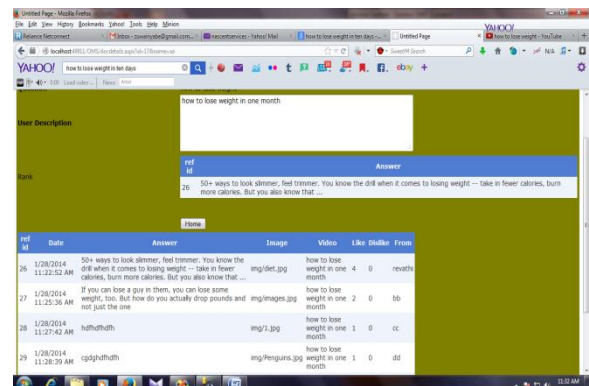 Untitled Page - Mozilla Firefox
File Edit View History Bookmarks Yahoo! Tools Help Minion
YAHOO!
Reliance Netconnect
Inbox - zuwairiyabe@gmail.com...
nascentservices - Yahoo! Mail
how to lose weight in ten days - ...
Untitled Page
how to lose weight - YouTube
N/A
YAHOO!
how to lose weight in ten days
ebay
User Description
how to lose weight in one month
Rank
ref id Answer
26 50+ ways to look slimmer, feel trimmer. You know the drill when it comes to losing weight -- take in fewer calories, burn
more calories. But you also know that ...
Home
ref id Date Answer Image Video Like Dislike From
26 1/28/2014 11:22:52 AM 50+ ways to look slimmer, feel trimmer. You know the drill when it comes to losing weight -- take in fewer calories, burn more calories. But you also know that ... img/diet.jpg how to lose weight in one month 4 0 revathi
27 1/28/2014 11:25:36 AM If you can lose a guy in them, you can lose some weight, too. But how do you actually drop pounds and not just the one img/images.jpg how to lose weight in one month 2 0 bb
28 1/28/2014 11:27:42 AM hdfhdfhdfh img/1.jpg how to lose weight in one month 1 0 cc
29 1/28/2014 11:28:39 AM cgdghdfhdfh img/Penguins.jpg how to lose weight in one month 1 0 dd
11:32 AM